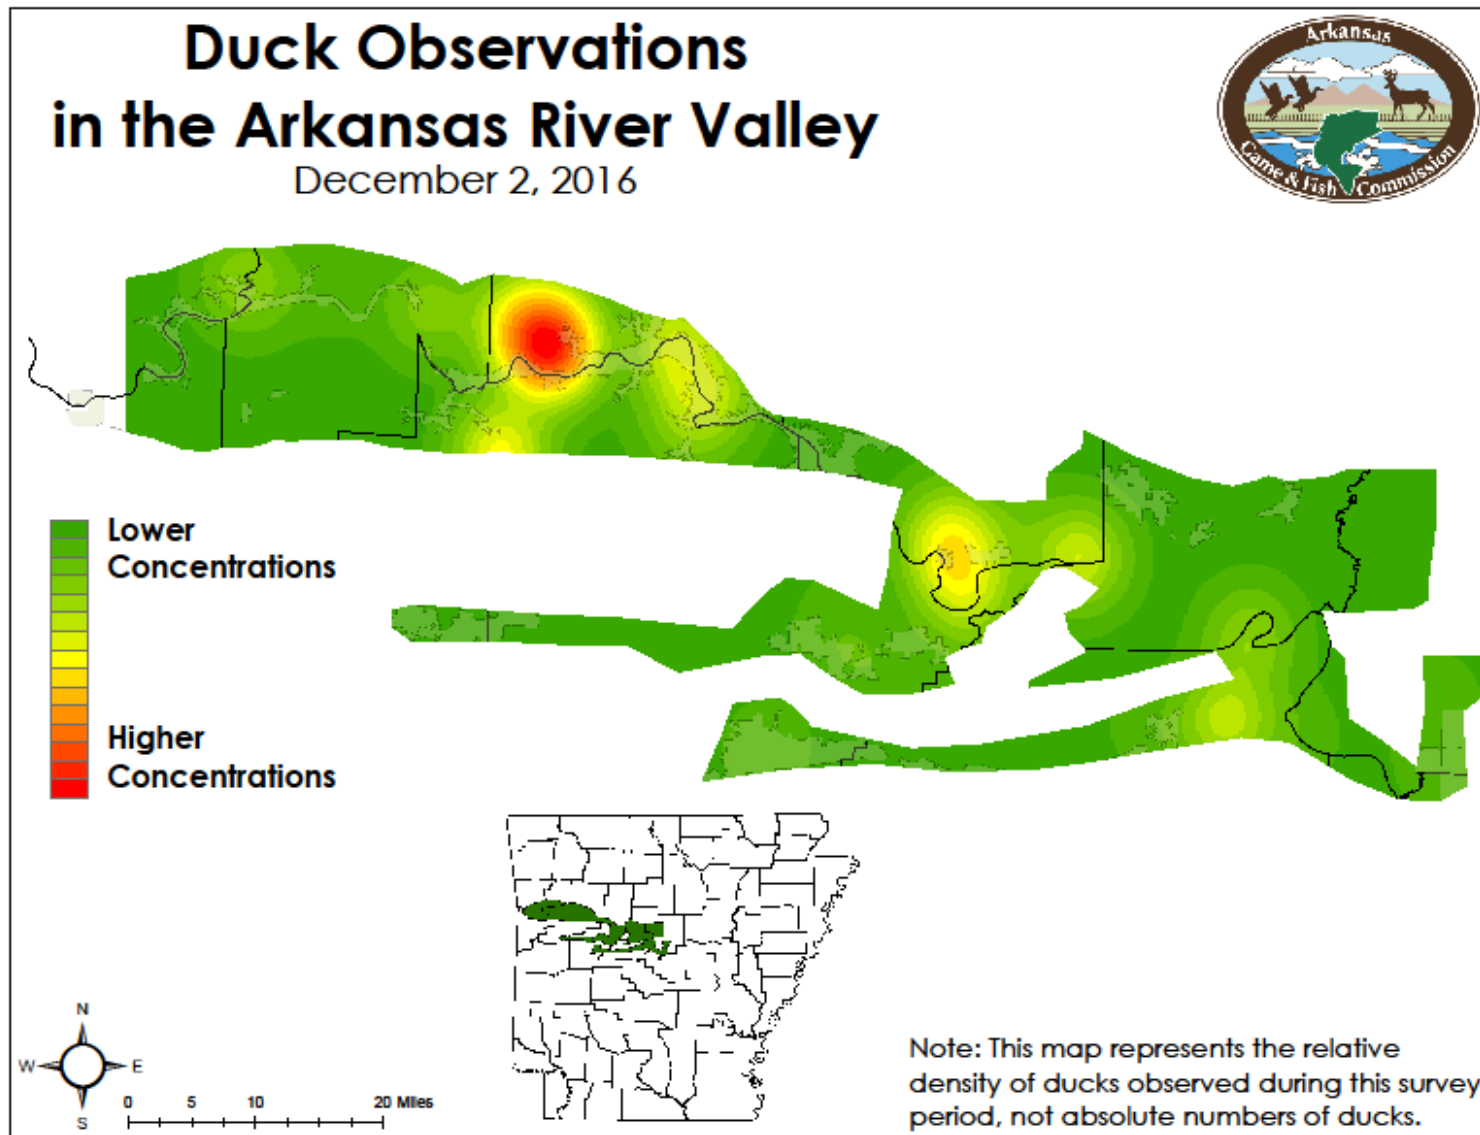 Duck Observations
in the Arkansas River Valley
December 2, 2016
Arkansas
Game & Fish Commission
Lower
Concentrations
Higher
Concentrations
N
W E
S
0 5 10 20 Miles
Note: This map represents the relative
density of ducks observed during this survey
period, not absolute numbers of ducks.